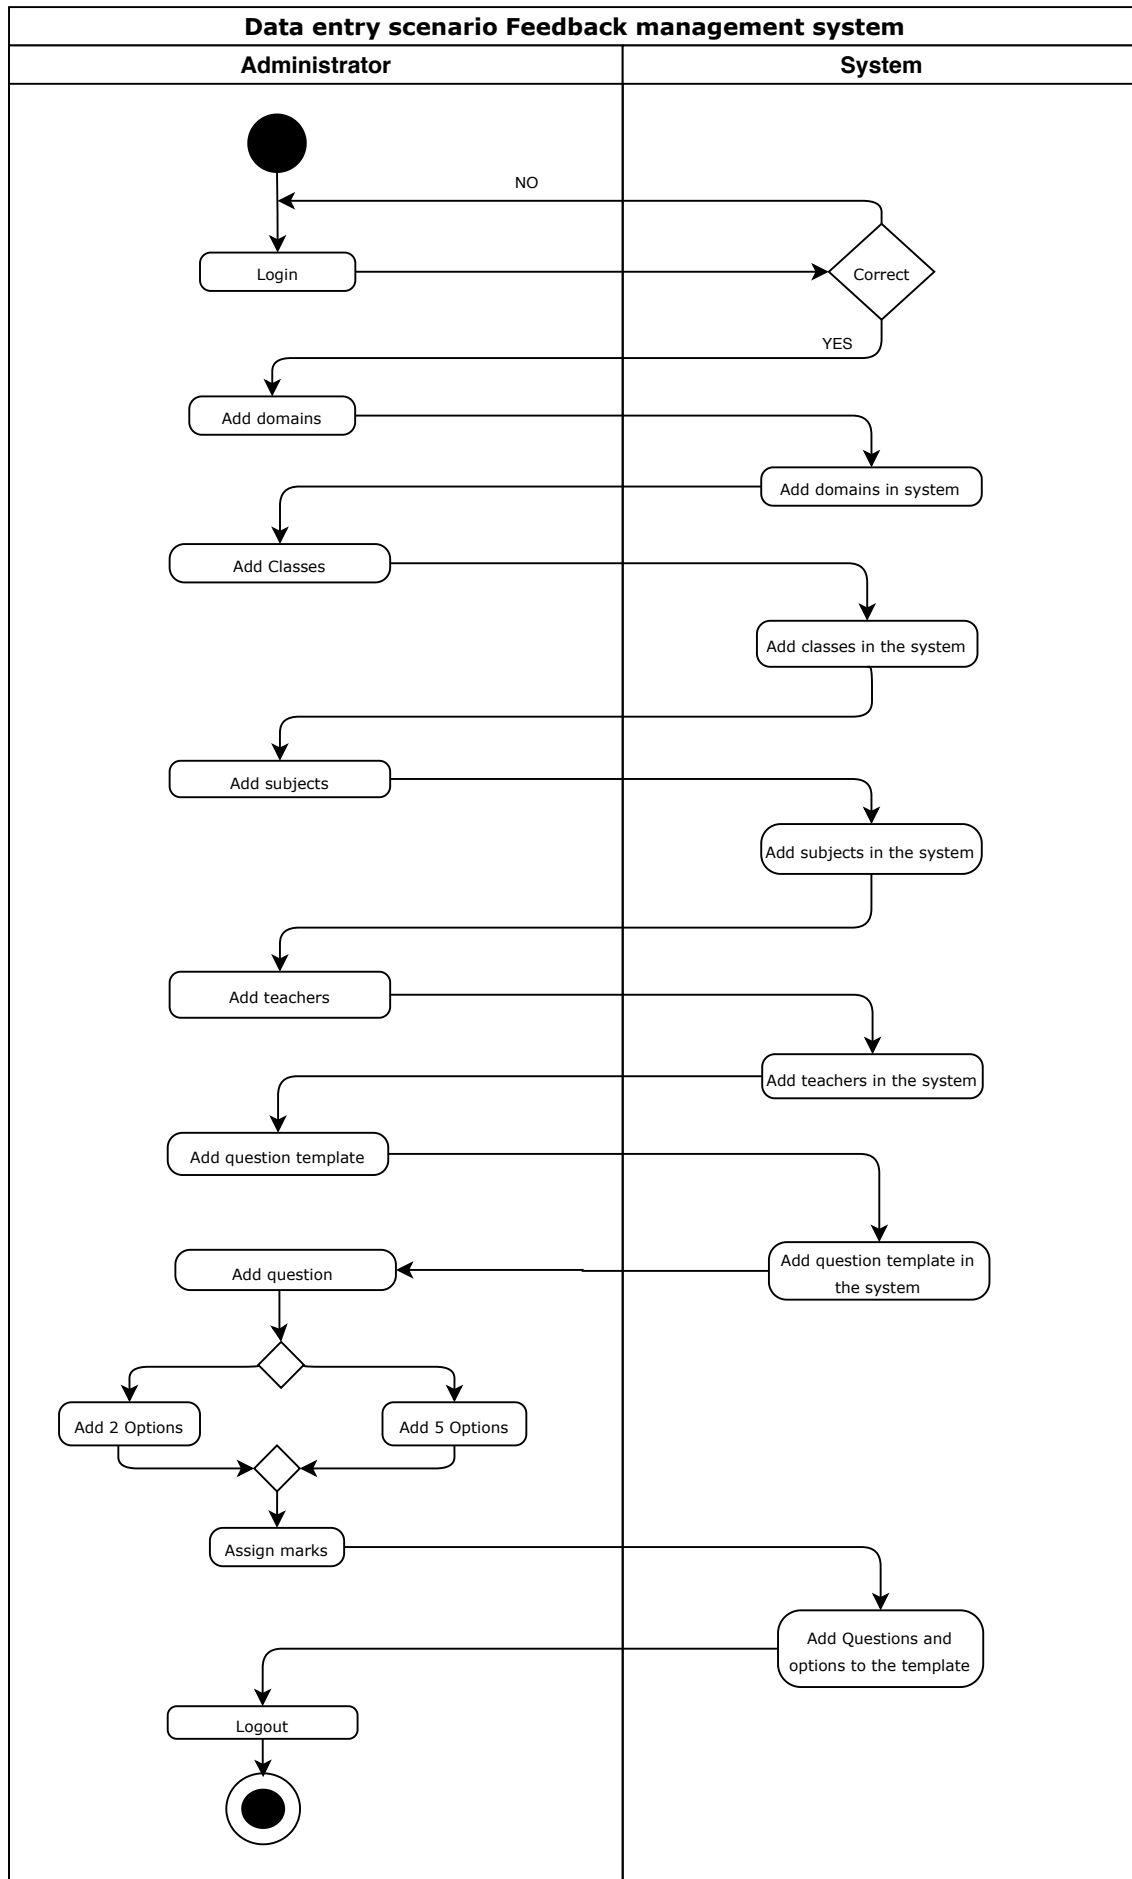 Data entry scenario Feedback management system
Administrator
System
NO
Login
Correct
YES
Add domains
Add domains in system
Add Classes
Add classes in the system
Add subjects
Add subjects in the system
Add teachers
Add teachers in the system
Add question template
Add question template in
the system
Add question
Add 2 Options
Add 5 Options
Assign marks
Add Questions and
options to the template
Logout